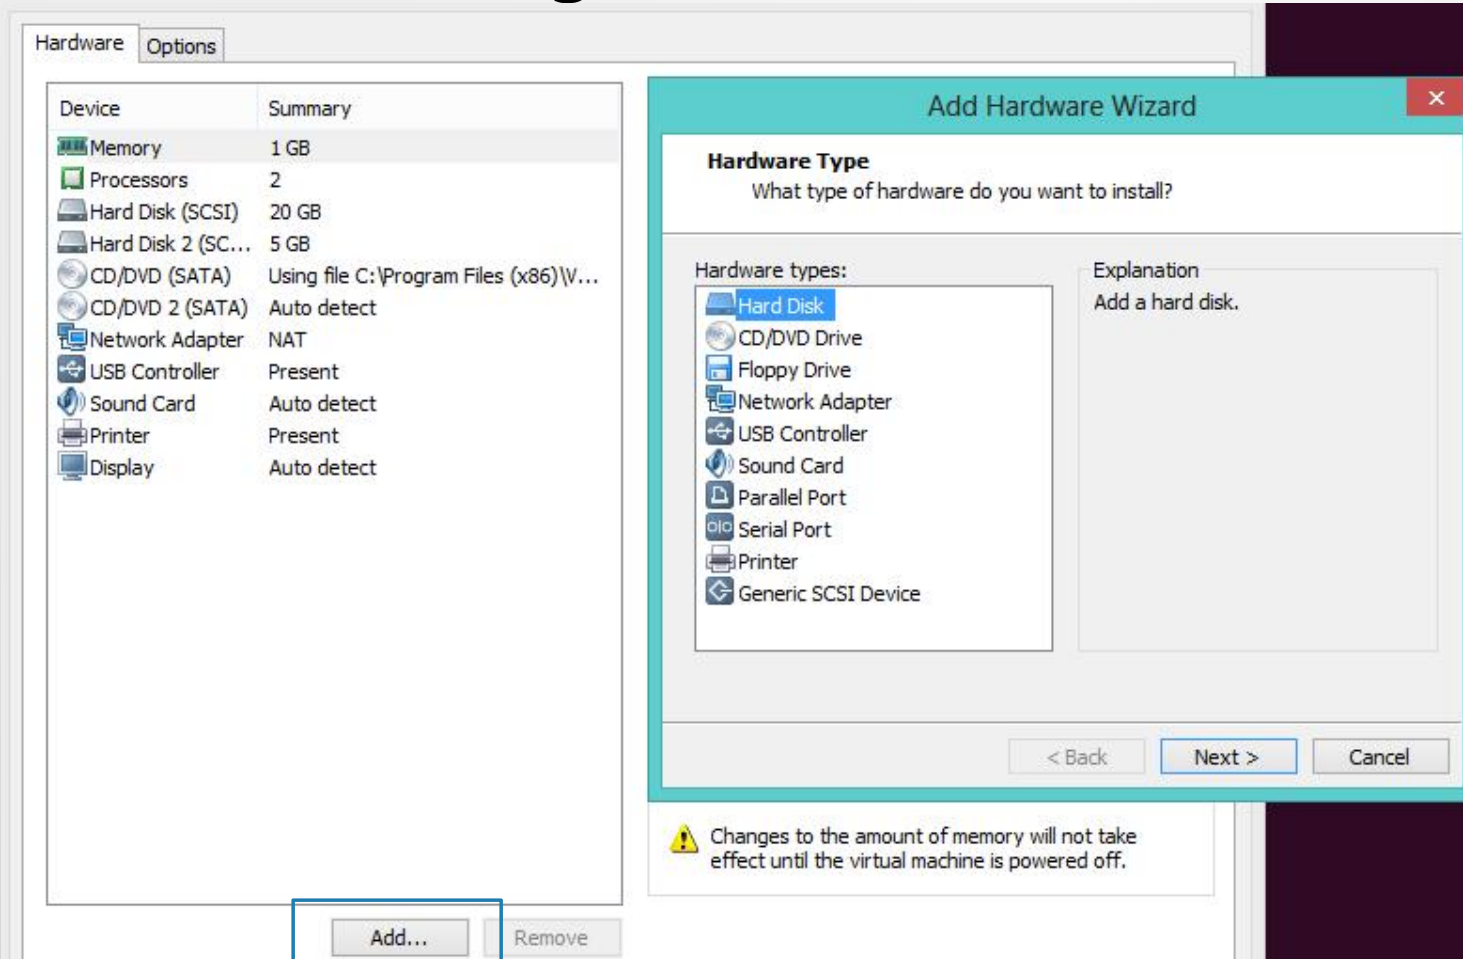 Hardware Options
Device Summary
Memory 1 GB
Processors 2
Hard Disk (SCSI) 20 GB
Hard Disk 2 (SC... 5 GB
CD/DVD (SATA) Using file C:\Program Files (x86)\V...
CD/DVD 2 (SATA) Auto detect
Network Adapter NAT
USB Controller Present
Sound Card Auto detect
Printer Present
Display Auto detect
Add... Remove
Add Hardware Wizard
Hardware Type
What type of hardware do you want to install?
Hardware types:
Hard Disk
CD/DVD Drive
Floppy Drive
Network Adapter
USB Controller
Sound Card
Parallel Port
Serial Port
Printer
Generic SCSI Device
Explanation
Add a hard disk.
< Back Next > Cancel
Changes to the amount of memory will not take
effect until the virtual machine is powered off.